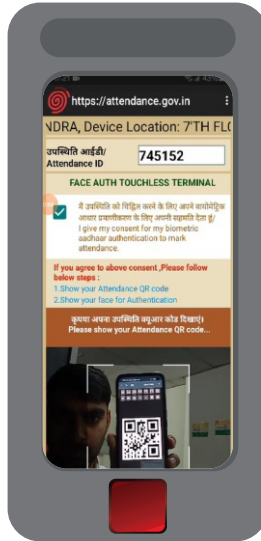 https://attendance.gov.in
NDRA, Device Location: 7'TH FL
उपस्थिति आईडी/
Attendance ID
745152
FACE AUTH TOUCHLESS TERMINAL
मैं उपस्थिति को चिह्नित करने के लिए अपने बायोमेट्रिक
आधार प्रमाणीकरण के लिए अपनी सहमति देता हूं/
I give my consent for my biometric
aadhaar authentication to mark
attendance.
If you agree to above consent ,Please follow
below steps :
1.Show your Attendance QR code
2.Show your face for Authentication
कृपया अपना उपस्थिति क्यूआर कोड दिखाएं।
Please show your Attendance QR code...